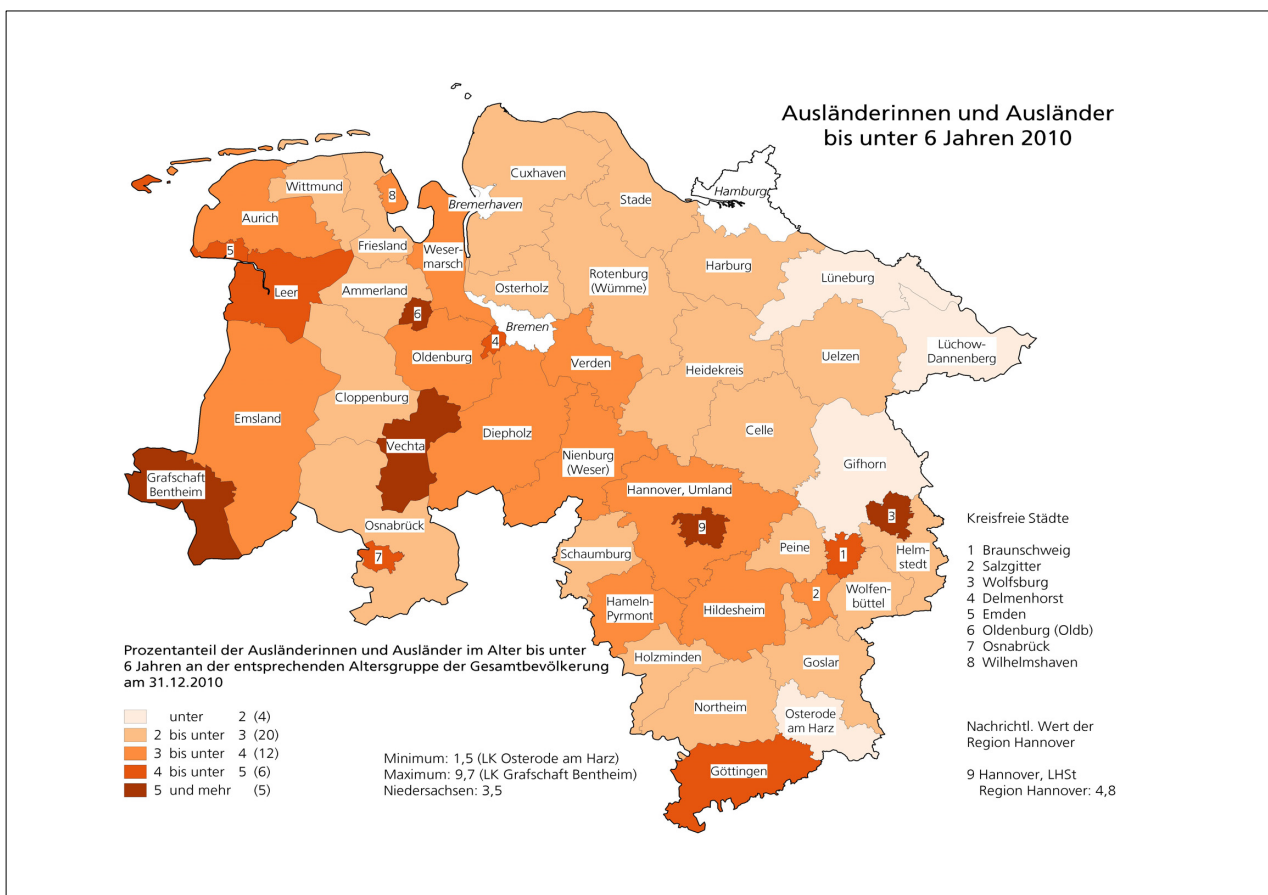 Ausländerinnen und Ausländer
bis unter 6 Jahren 2010
Cuxhaven
Wittmund
Hamburg
8
Stade
Bremerhaven
Aurich
Friesland
5
Weser-
marsch
Harburg
Lüneburg
Rotenburg
(Wümme)
Leer
Ammerland
Osterholz
6
Bremen
4
Lüchow-
Dannenberg
Oldenburg
Verden
Uelzen
Heidekreis
Cloppenburg
Emsland
Celle
Diepholz
Vechta
Nienburg
(Weser)
Gifhorn
Grafschaft
Bentheim
Hannover, Umland
3
Osnabrück
9
Schaumburg
Peine
1
Helm-
stedt
7
2
Wolfen-
büttel
Hameln-
Pyrmont
Hildesheim
Holzminden
Goslar
Northeim
Osterode
am Harz
Göttingen
Kreisfreie Städte
1 Braunschweig
2 Salzgitter
3 Wolfsburg
4 Delmenhorst
5 Emden
6 Oldenburg (Oldb)
7 Osnabrück
8 Wilhelmshaven
Nachrichtl. Wert der
Region Hannover
9 Hannover, LHSt
Region Hannover: 4,8
Prozentanteil der Ausländerinnen und Ausländer im Alter bis unter
6 Jahren an der entsprechenden Altersgruppe der Gesamtbevölkerung
am 31.12.2010
unter 2 (4)
2 bis unter 3 (20)
3 bis unter 4 (12)
4 bis unter 5 (6)
5 und mehr (5)
Minimum: 1,5 (LK Osterode am Harz)
Maximum: 9,7 (LK Grafschaft Bentheim)
Niedersachsen: 3,5